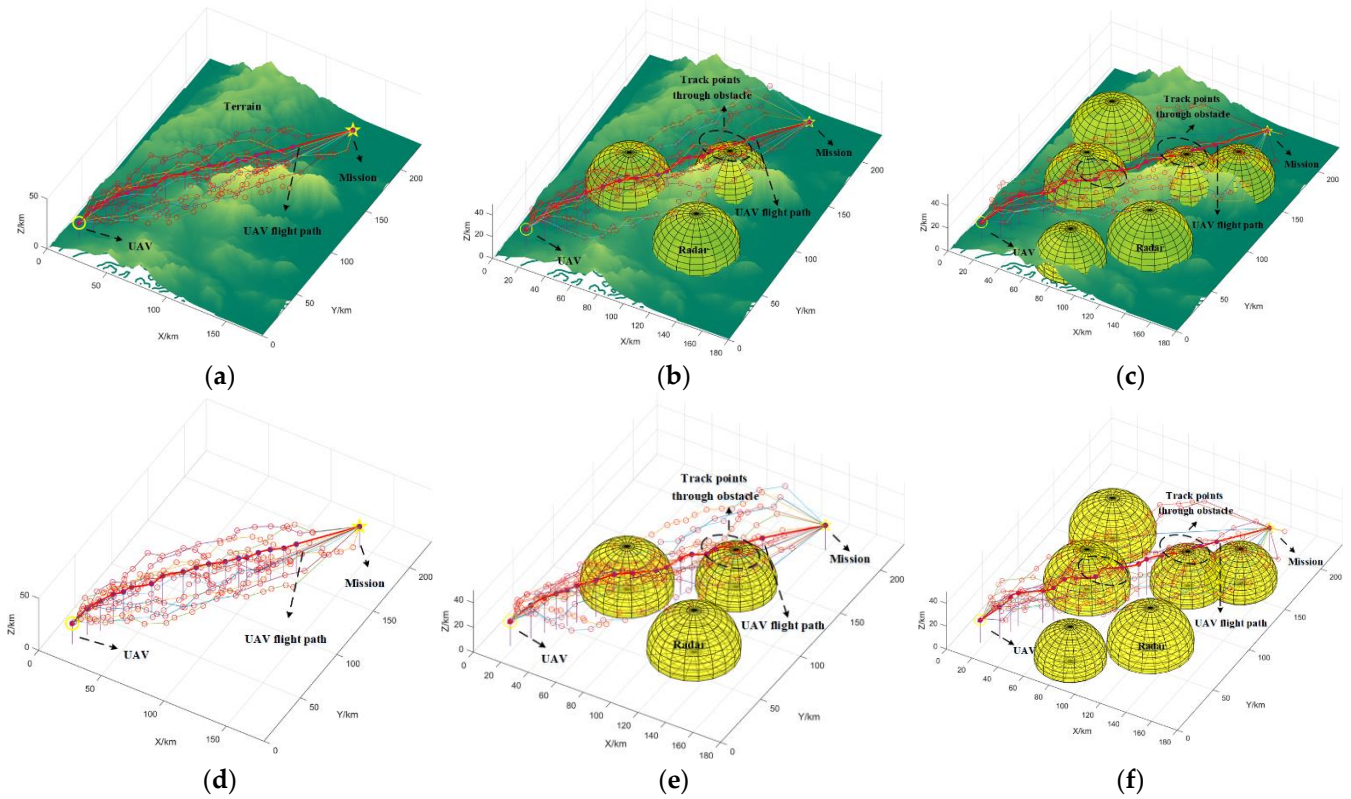 Terrain
Mission
UAV flight path
UAV
Z/km
50
0
0
50
100
150
X/km
0
50
100
150
200
Y/km
(a)
Track points
through obstacle
Mission
UAV flight path
Radar
UAV
Z/km
40
20
0
0
20
40
60
80
100
120
140
160
180
X/km
0
50
100
150
200
Y/km
(b)
Track points
through obstacle
Mission
UAV flight path
Radar
UAV
Z/km
40
20
0
0
20
40
60
80
100
120
140
160
180
X/km
0
50
100
150
200
Y/km
(c)
Mission
UAV flight path
UAV
Z/km
50
0
0
50
100
150
X/km
0
50
100
150
200
Y/km
(d)
Track points
through obstacle
Mission
UAV flight path
Radar
UAV
Z/km
40
20
0
0
20
40
60
80
100
120
140
160
180
X/km
0
50
100
150
200
Y/km
(e)
Track points
through obstacle
Mission
UAV flight path
Radar
UAV
Z/km
40
20
0
0
20
40
60
80
100
120
140
160
180
X/km
0
50
100
150
200
Y/km
(f)